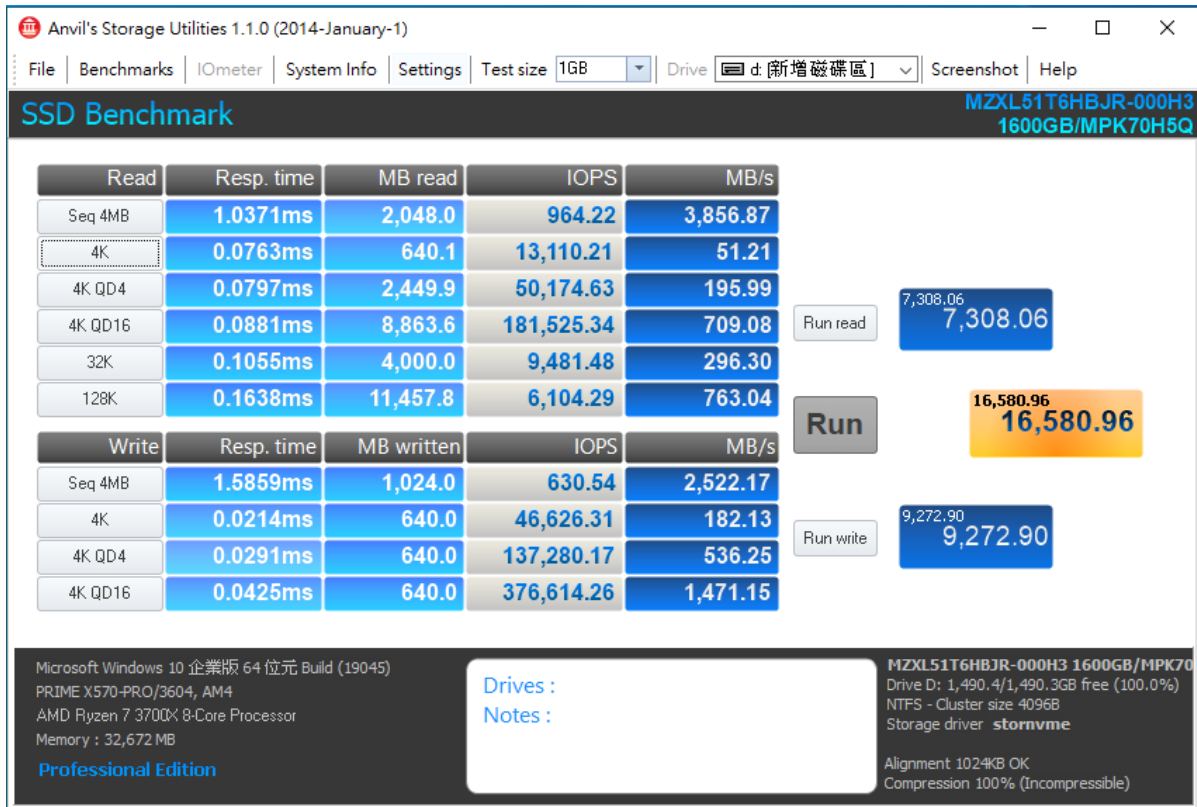 Anvil's Storage Utilities 1.1.0 (2014-January-1)
File Benchmarks IOmeter System Info Settings Test size 1GB Drive d: [新增磁碟區] Screenshot Help
SSD Benchmark
MZXL51T6HBJR-000H3
1600GB/MPK70H5Q
Read Resp. time MB read IOPS MB/s
Seq 4MB 1.0371ms 2,048.0 964.22 3,856.87
4K 0.0763ms 640.1 13,110.21 51.21
4K QD4 0.0797ms 2,449.9 50,174.63 195.99
4K QD16 0.0881ms 8,863.6 181,525.34 709.08
32K 0.1055ms 4,000.0 9,481.48 296.30
128K 0.1638ms 11,457.8 6,104.29 763.04
Run read
7,308.06
7,308.06
Run
16,580.96
16,580.96
Write Resp. time MB written IOPS MB/s
Seq 4MB 1.5859ms 1,024.0 630.54 2,522.17
4K 0.0214ms 640.0 46,626.31 182.13
4K QD4 0.0291ms 640.0 137,280.17 536.25
4K QD16 0.0425ms 640.0 376,614.26 1,471.15
Run write
9,272.90
9,272.90
Microsoft Windows 10 企業版 64 位元 Build (19045)
PRIME X570-PRO/3604, AM4
AMD Ryzen 7 3700X 8-Core Processor
Memory : 32,672 MB
Professional Edition
Drives :
Notes :
MZXL51T6HBJR-000H3 1600GB/MPK70
Drive D: 1,490.4/1,490.3GB free (100.0%)
NTFS - Cluster size 4096B
Storage driver stornvme
Alignment 1024KB OK
Compression 100% (Incompressible)